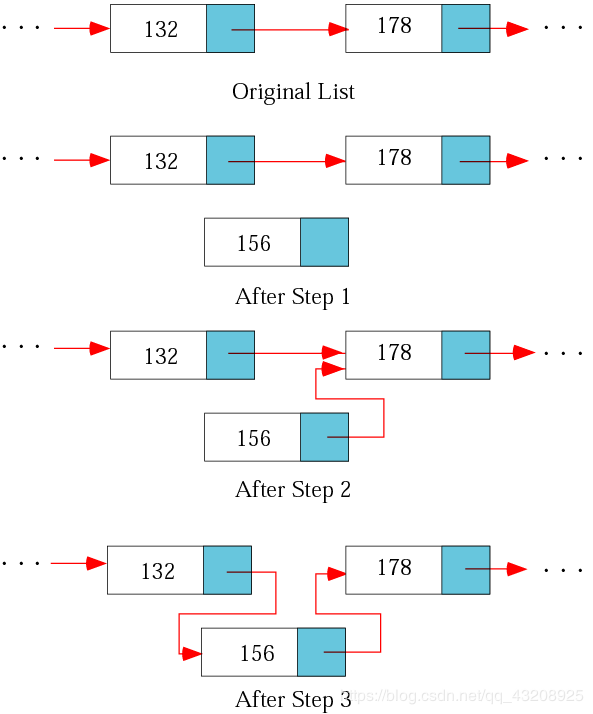 ... 132 178 ...
Original List
... 132 178 ...
156
After Step 1
... 132 178 ...
156
After Step 2
... 132 178 ...
156
After Step 3
https://blog.csdn.net/qq_43208925